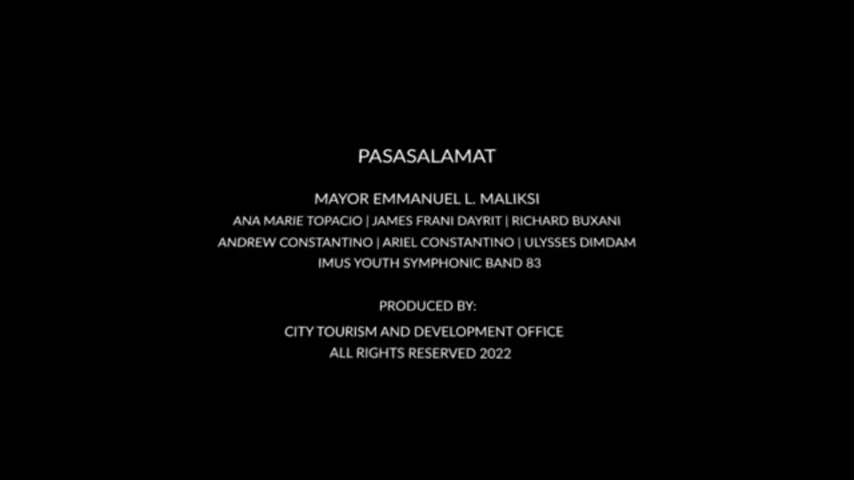 PASASALAMAT
MAYOR EMMANUEL L. MALIKSI
ANA MARIE TOPACIO | JAMES FRANI DAYRIT | RICHARD BUXANI
ANDREW CONSTANTINO | ARIEL CONSTANTINO | ULYSSES DIMDAM
IMUS YOUTH SYMPHONIC BAND 83
PRODUCED BY:
CITY TOURISM AND DEVELOPMENT OFFICE
ALL RIGHTS RESERVED 2022